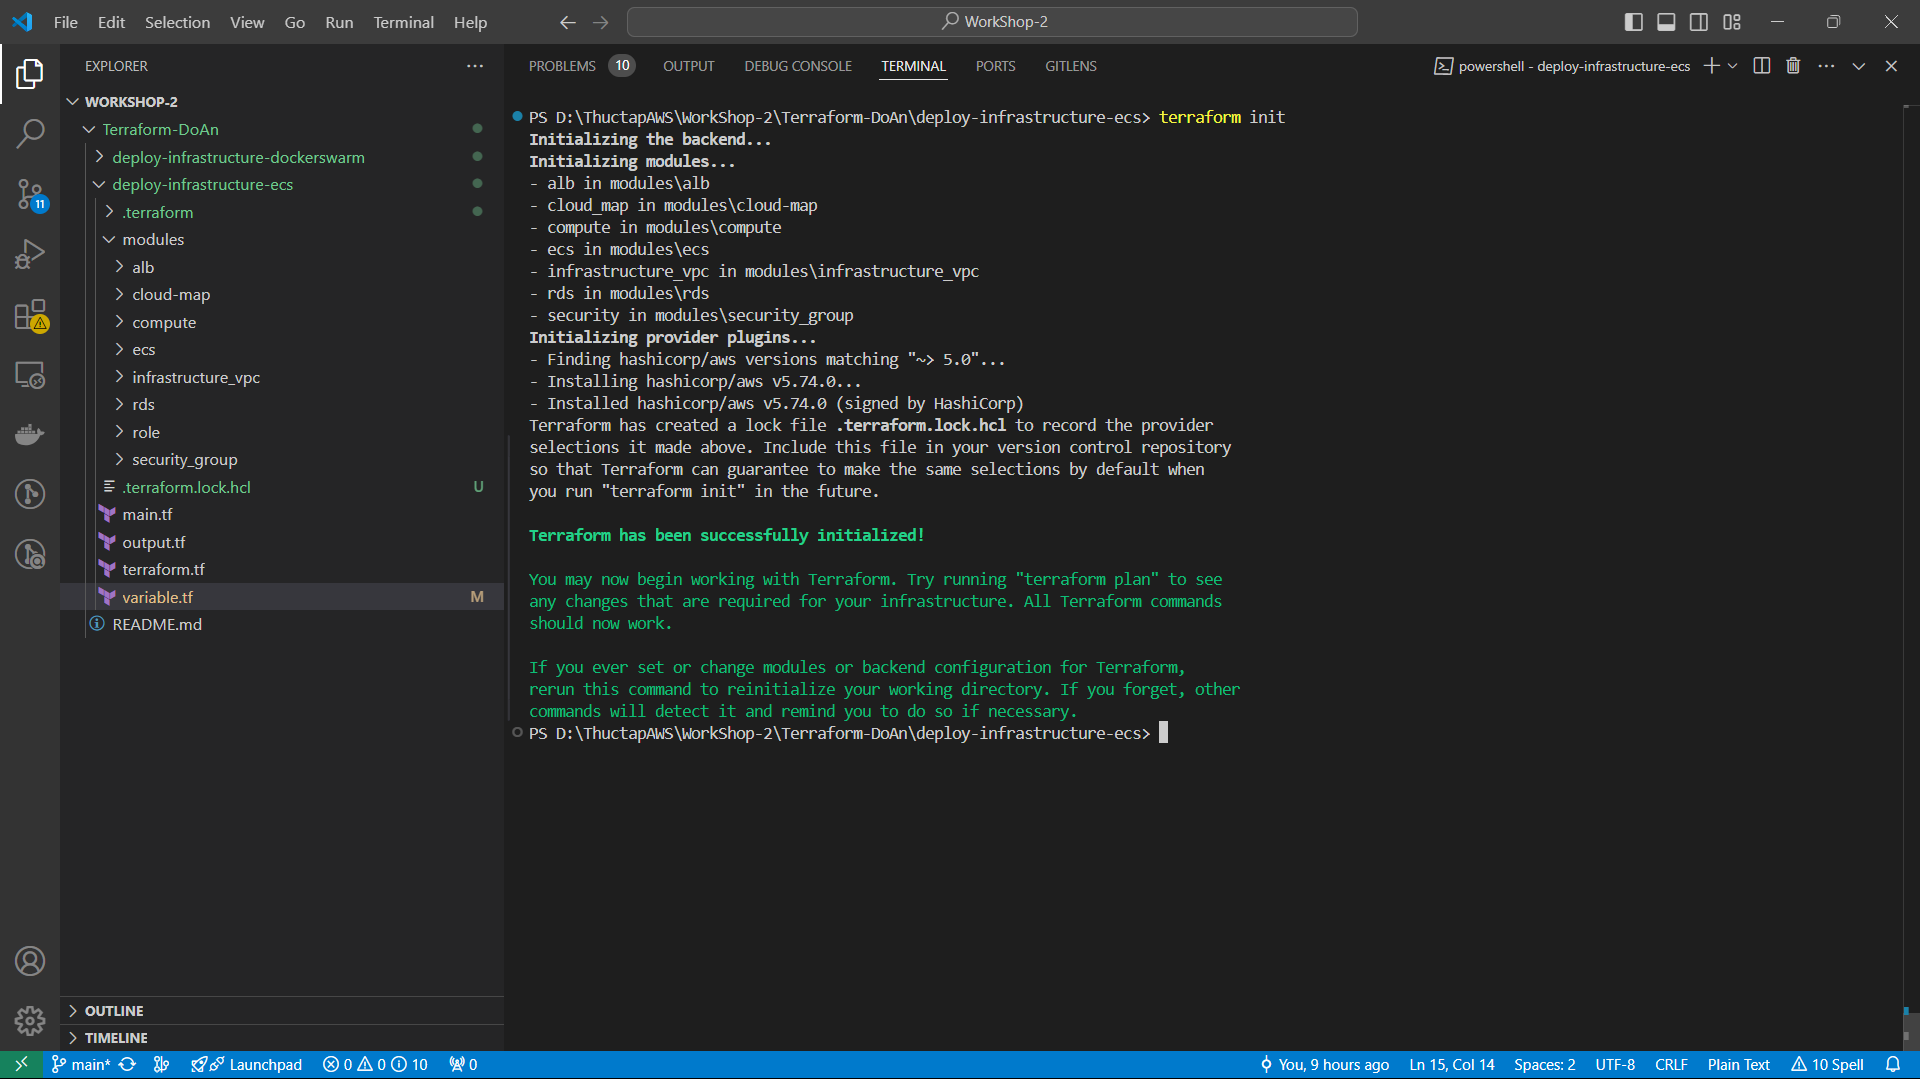 File Edit Selection View Go Run Terminal Help
WorkShop-2
EXPLORER
WORKSHOP-2
Terraform-DoAn
deploy-infrastructure-dockerswarm
deploy-infrastructure-ecs
.terraform
modules
alb
cloud-map
compute
ecs
infrastructure_vpc
rds
role
security_group
.terraform.lock.hcl U
main.tf
output.tf
terraform.tf
variable.tf M
README.md
OUTLINE
TIMELINE
11
PROBLEMS 10 OUTPUT DEBUG CONSOLE TERMINAL PORTS GITLENS
powershell - deploy-infrastructure-ecs
PS D:\ThuctapAWS\WorkShop-2\Terraform-DoAn\deploy-infrastructure-ecs> terraform init
Initializing the backend...
Initializing modules...
- alb in modules\alb
- cloud_map in modules\cloud-map
- compute in modules\compute
- ecs in modules\ecs
- infrastructure_vpc in modules\infrastructure_vpc
- rds in modules\rds
- security in modules\security_group
Initializing provider plugins...
- Finding hashicorp/aws versions matching "~> 5.0"...
- Installing hashicorp/aws v5.74.0...
- Installed hashicorp/aws v5.74.0 (signed by HashiCorp)
Terraform has created a lock file .terraform.lock.hcl to record the provider
selections it made above. Include this file in your version control repository
so that Terraform can guarantee to make the same selections by default when
you run "terraform init" in the future.
Terraform has been successfully initialized!
You may now begin working with Terraform. Try running "terraform plan" to see
any changes that are required for your infrastructure. All Terraform commands
should now work.
If you ever set or change modules or backend configuration for Terraform,
rerun this command to reinitialize your working directory. If you forget, other
commands will detect it and remind you to do so if necessary.
PS D:\ThuctapAWS\WorkShop-2\Terraform-DoAn\deploy-infrastructure-ecs>
main* Launchpad 0 0 10 0 You, 9 hours ago Ln 15, Col 14 Spaces: 2 UTF-8 CRLF Plain Text 10 Spell